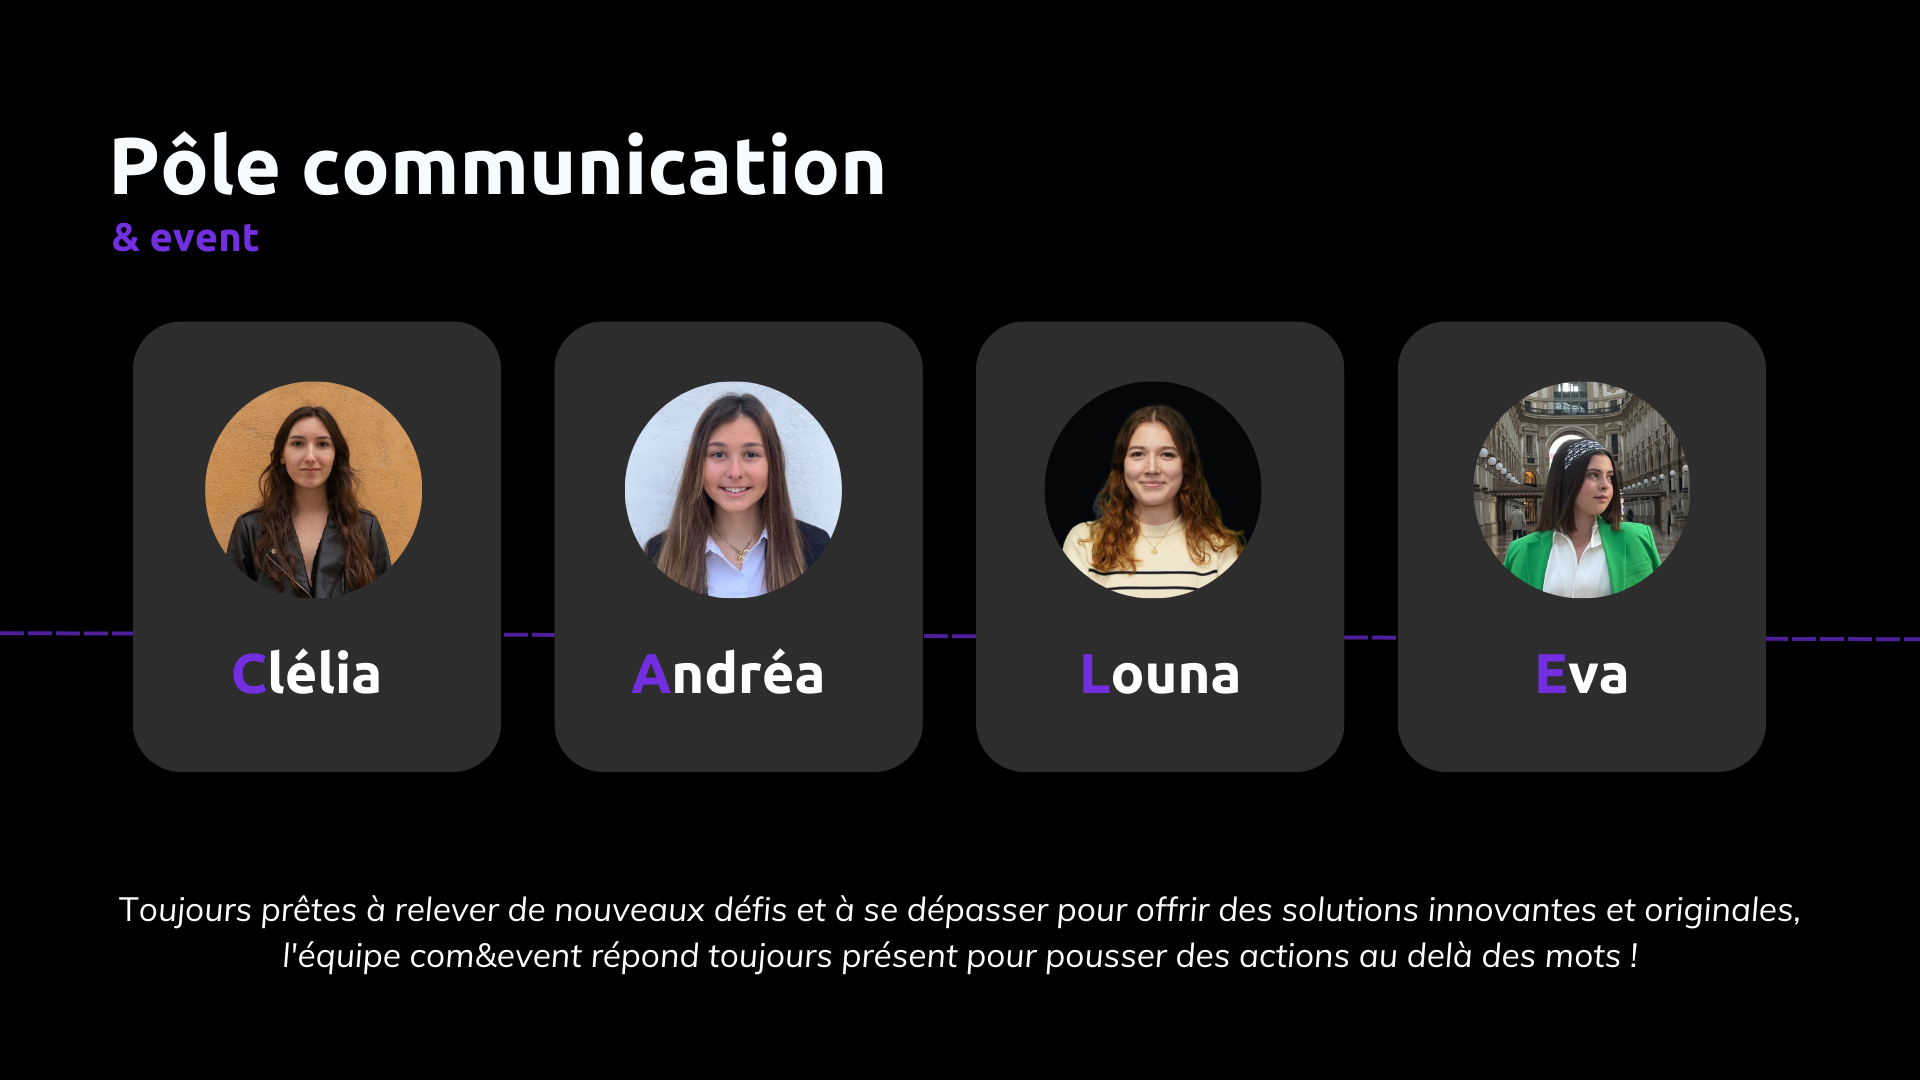 Pôle communication
& event
Clélia
Andréa
Louna
Eva
Toujours prêtes à relever de nouveaux défis et à se dépasser pour offrir des solutions innovantes et originales,
l'équipe com&event répond toujours présent pour pousser des actions au delà des mots !